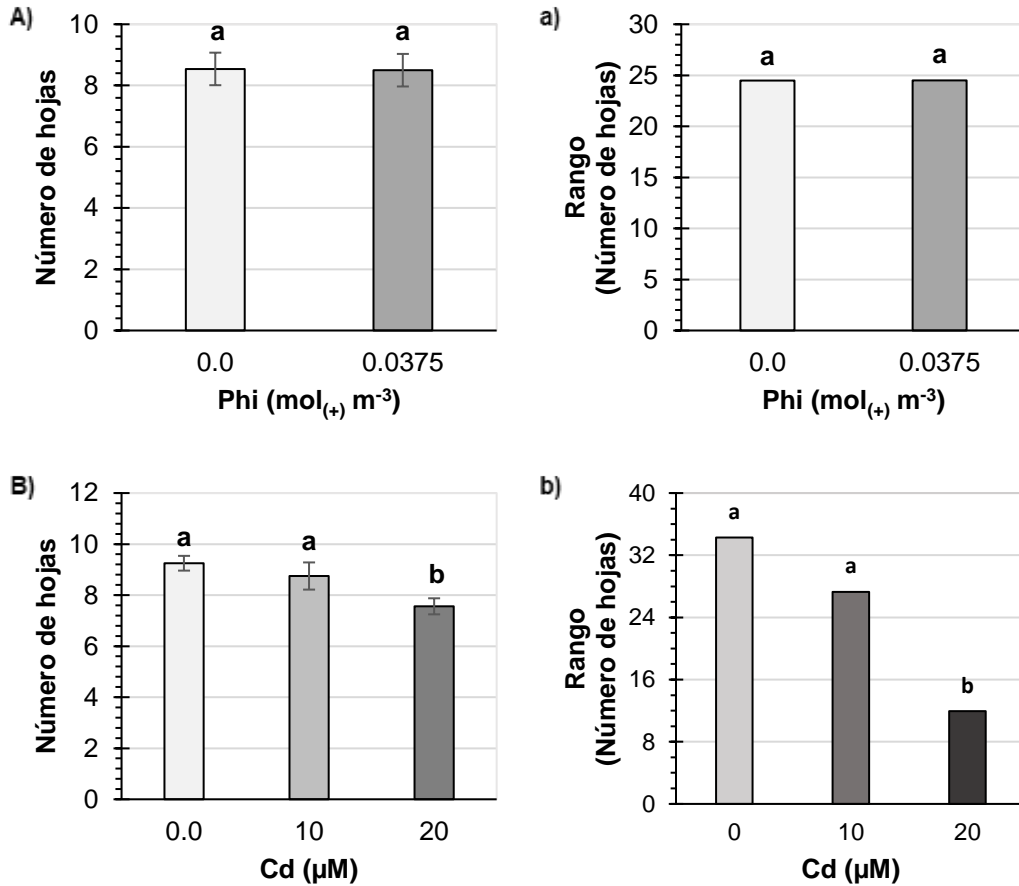 A)
Número de hojas
10
8
6
4
2
0
a
a
0.0
0.0375
Phi (mol(+) m-3)
a)
Rango
(Número de hojas)
30
25
20
15
10
5
0
a
a
0.0
0.0375
Phi (mol(+) m-3)
B)
Número de hojas
12
10
8
6
4
2
0
a
a
b
0.0
10
20
Cd (µM)
b)
Rango
(Número de hojas)
40
32
24
16
8
0
a
a
b
0
10
20
Cd (µM)